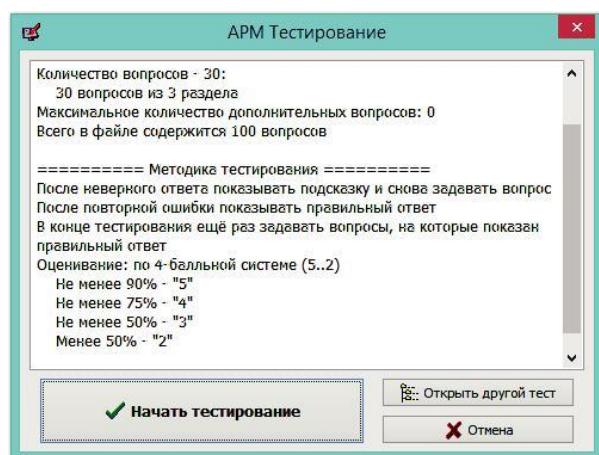 АРМ Тестирование
Количество вопросов - 30:
30 вопросов из 3 раздела
Максимальное количество дополнительных вопросов: 0
Всего в файле содержится 100 вопросов
========== Методика тестирования ==========
После неверного ответа показывать подсказку и снова задавать вопрос
После повторной ошибки показывать правильный ответ
В конце тестирования ещё раз задавать вопросы, на которые показан
правильный ответ
Оценивание: по 4-балльной системе (5..2)
Не менее 90% - "5"
Не менее 75% - "4"
Не менее 50% - "3"
Менее 50% - "2"
Начать тестирование
Открыть другой тест
Отмена